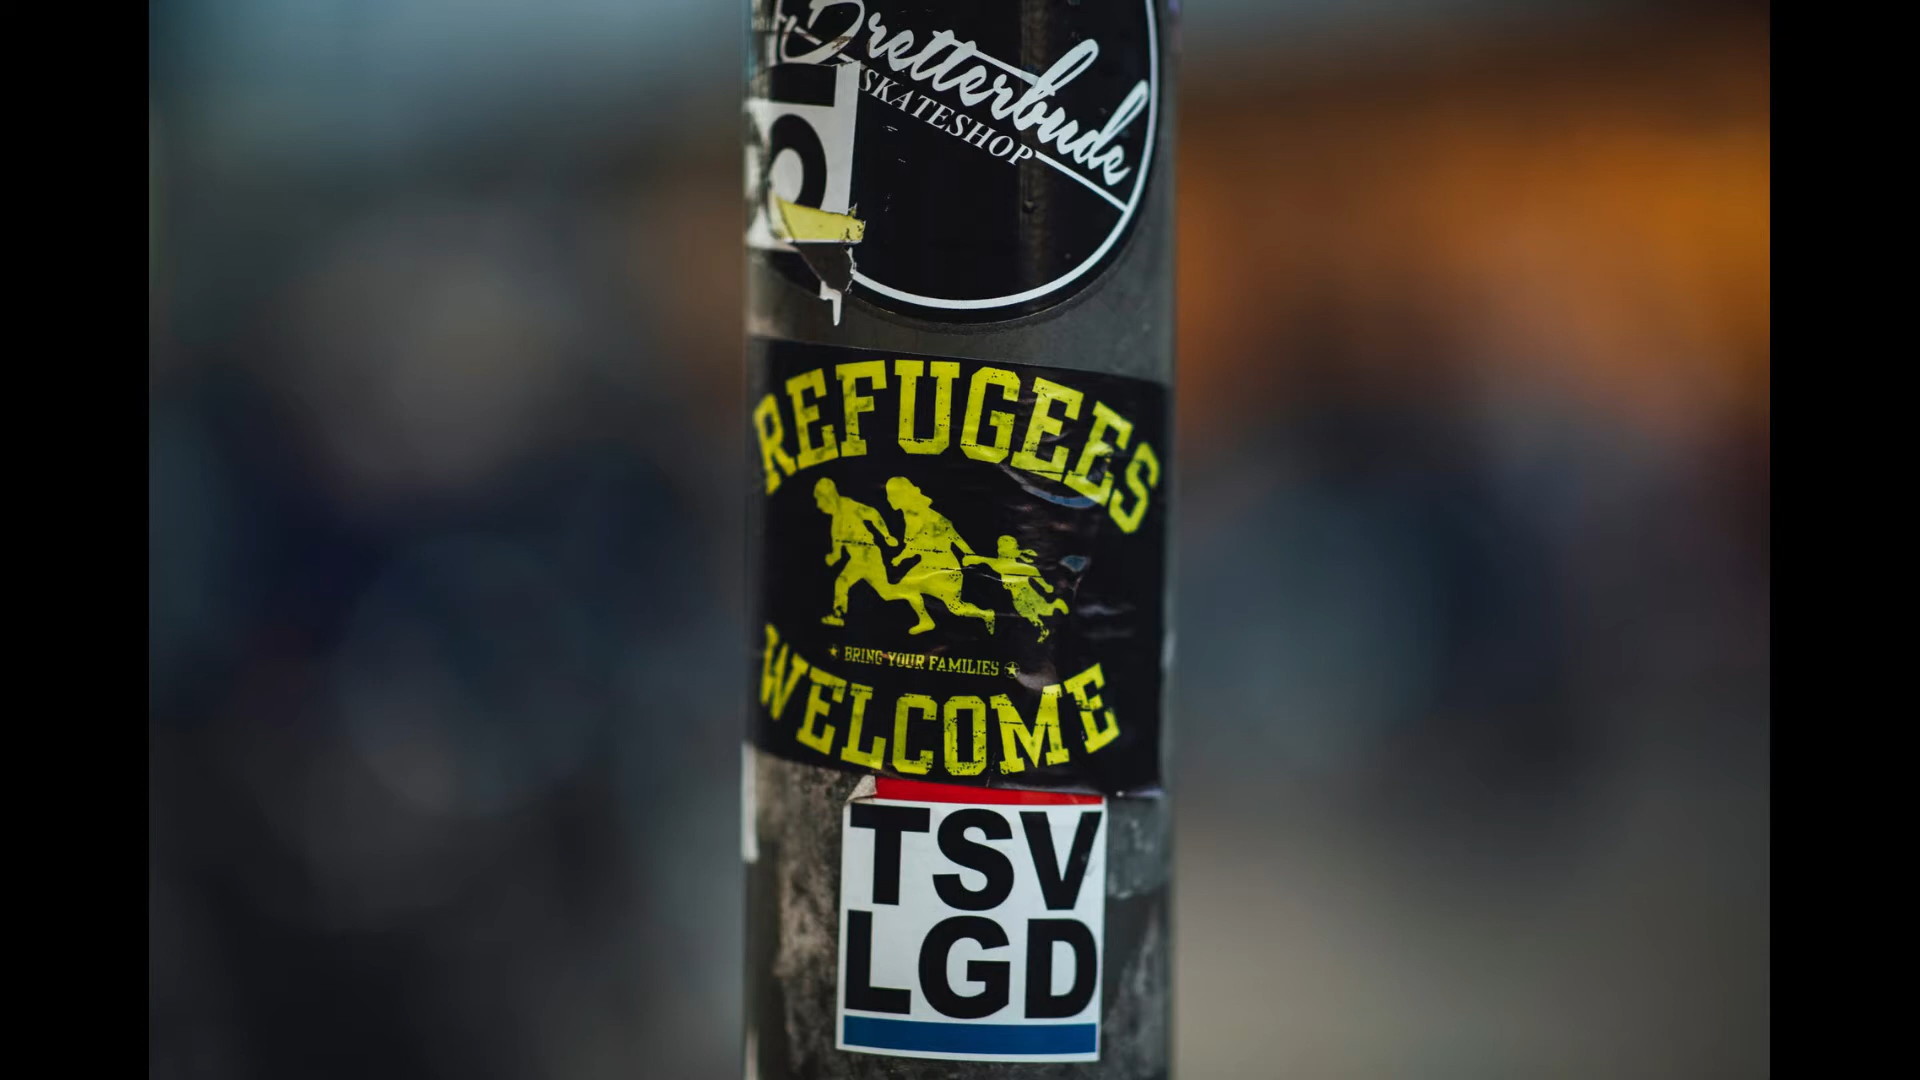 Bretterbude
SKATESHOP
REFUGEES
BRING YOUR FAMILIES
WELCOME
TSV
LGD